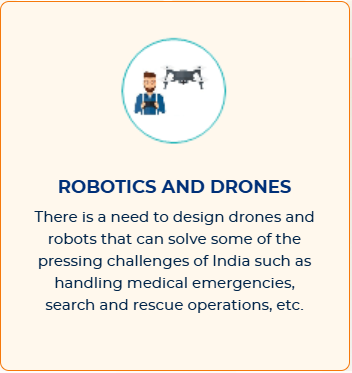 ROBOTICS AND DRONES
There is a need to design drones and
robots that can solve some of the
pressing challenges of India such as
handling medical emergencies,
search and rescue operations, etc.